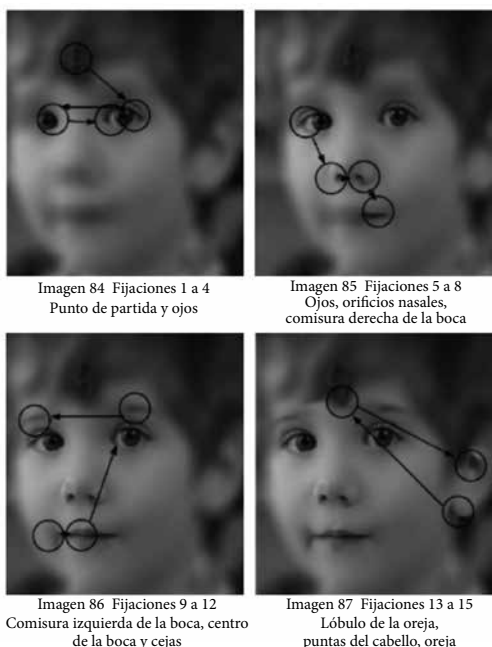 Imagen 84 Fijaciones 1 a 4
Punto de partida y ojos
Imagen 85 Fijaciones 5 a 8
Ojos, orificios nasales,
comisura derecha de la boca
Imagen 86 Fijaciones 9 a 12
Comisura izquierda de la boca, centro
de la boca y cejas
Imagen 87 Fijaciones 13 a 15
Lóbulo de la oreja,
puntas del cabello, oreja